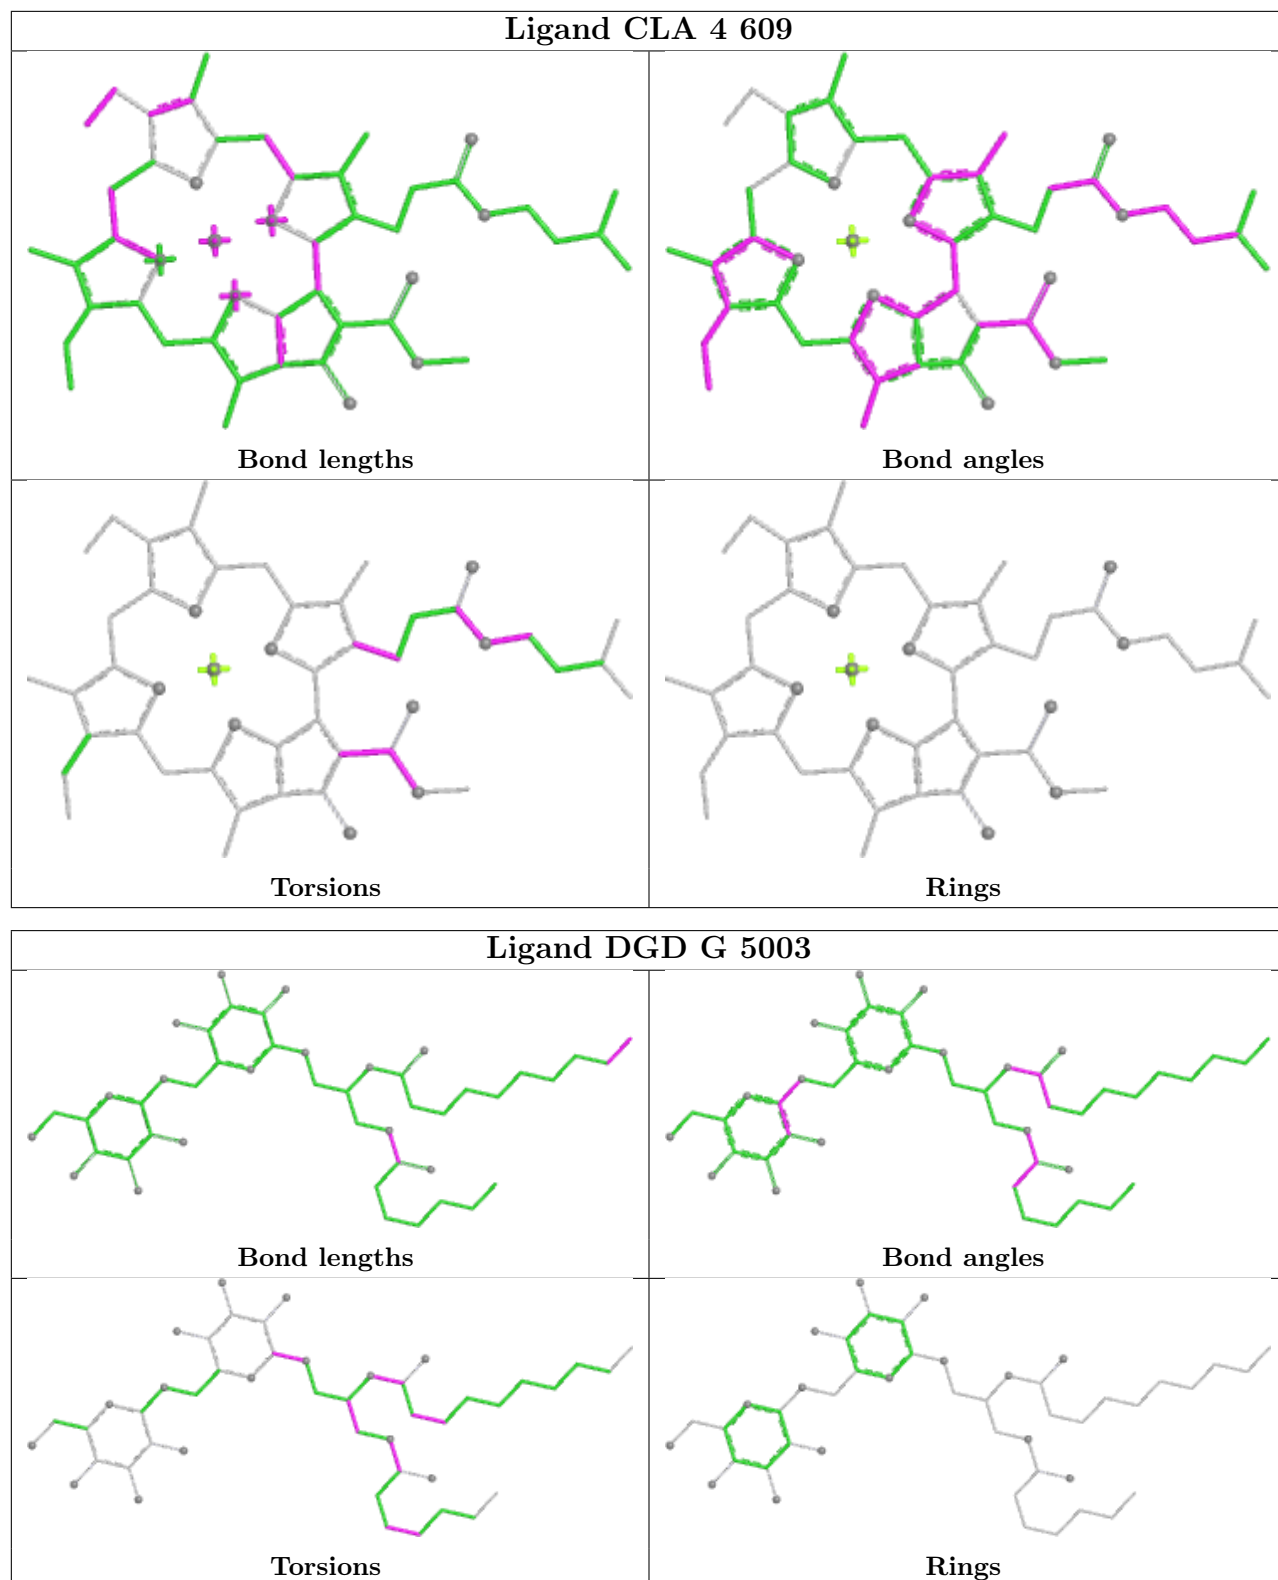 Ligand CLA 4 609
Bond lengths
Bond angles
Torsions
Rings
Ligand DGD G 5003
Bond lengths
Bond angles
Torsions
Rings